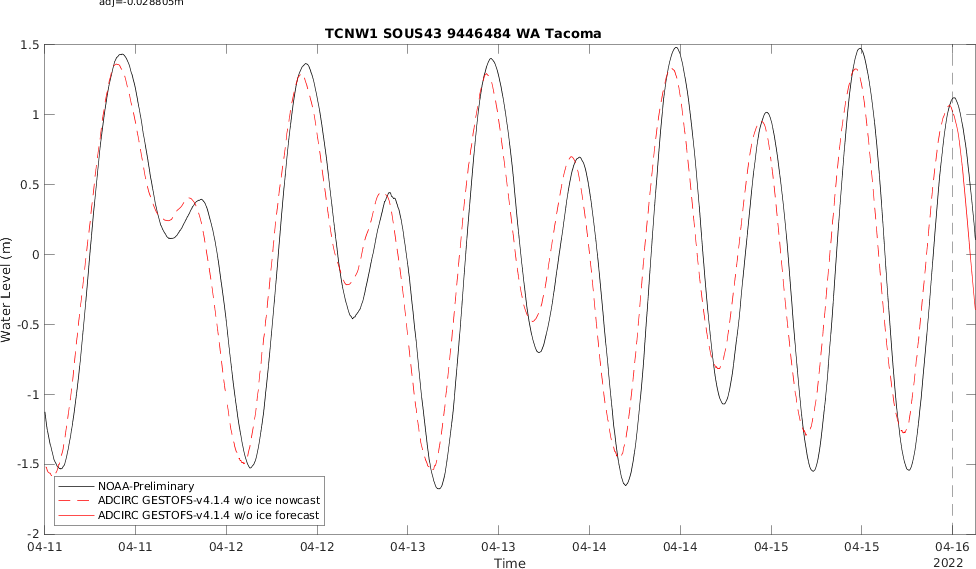 adj=-0.028805m
TCNW1 SOUS43 9446484 WA Tacoma
1.5
1
0.5
0
-0.5
-1
-1.5
-2
Water Level (m)
NOAA-Preliminary
ADCIRC GESTOFS-v4.1.4 w/o ice nowcast
ADCIRC GESTOFS-v4.1.4 w/o ice forecast
04-11 04-11 04-12 04-12 04-13 04-13 04-14 04-14 04-15 04-15 04-16
Time
2022